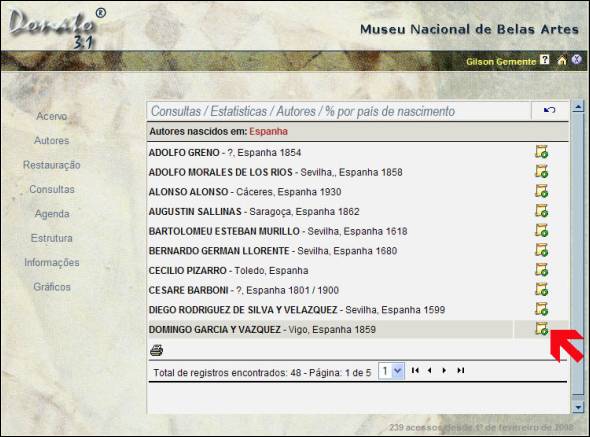 Donato ®
3.1
Museu Nacional de Belas Artes
Gilson Gemente ?
Acervo
Autores
Restauração
Consultas
Agenda
Estrutura
Informações
Gráficos
Consultas / Estatisticas / Autores / % por país de nascimento
Autores nascidos em: Espanha
ADOLFO GRENO - ?, Espanha 1854
ADOLFO MORALES DE LOS RIOS - Sevilha,, Espanha 1858
ALONSO ALONSO - Cáceres, Espanha 1930
AUGUSTIN SALLINAS - Saragoça, Espanha 1862
BARTOLOMEU ESTEBAN MURILLO - Sevilha, Espanha 1618
BERNARDO GERMAN LLORENTE - Sevilha, Espanha 1680
CECILIO PIZARRO - Toledo, Espanha
CESARE BARBONI - ?, Espanha 1801 / 1900
DIEGO RODRIGUEZ DE SILVA Y VELAZQUEZ - Sevilha, Espanha 1599
DOMINGO GARCIA Y VAZQUEZ - Vigo, Espanha 1859
Total de registros encontrados: 48 - Página: 1 de 5 1
239 acessos desde 1º de fevereiro de 2008